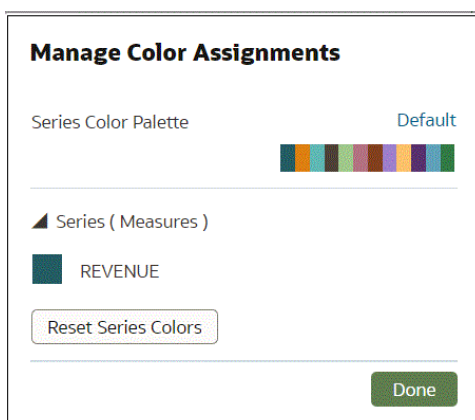 Manage Color Assignments
Series Color Palette
Default
Series ( Measures )
REVENUE
Reset Series Colors
Done